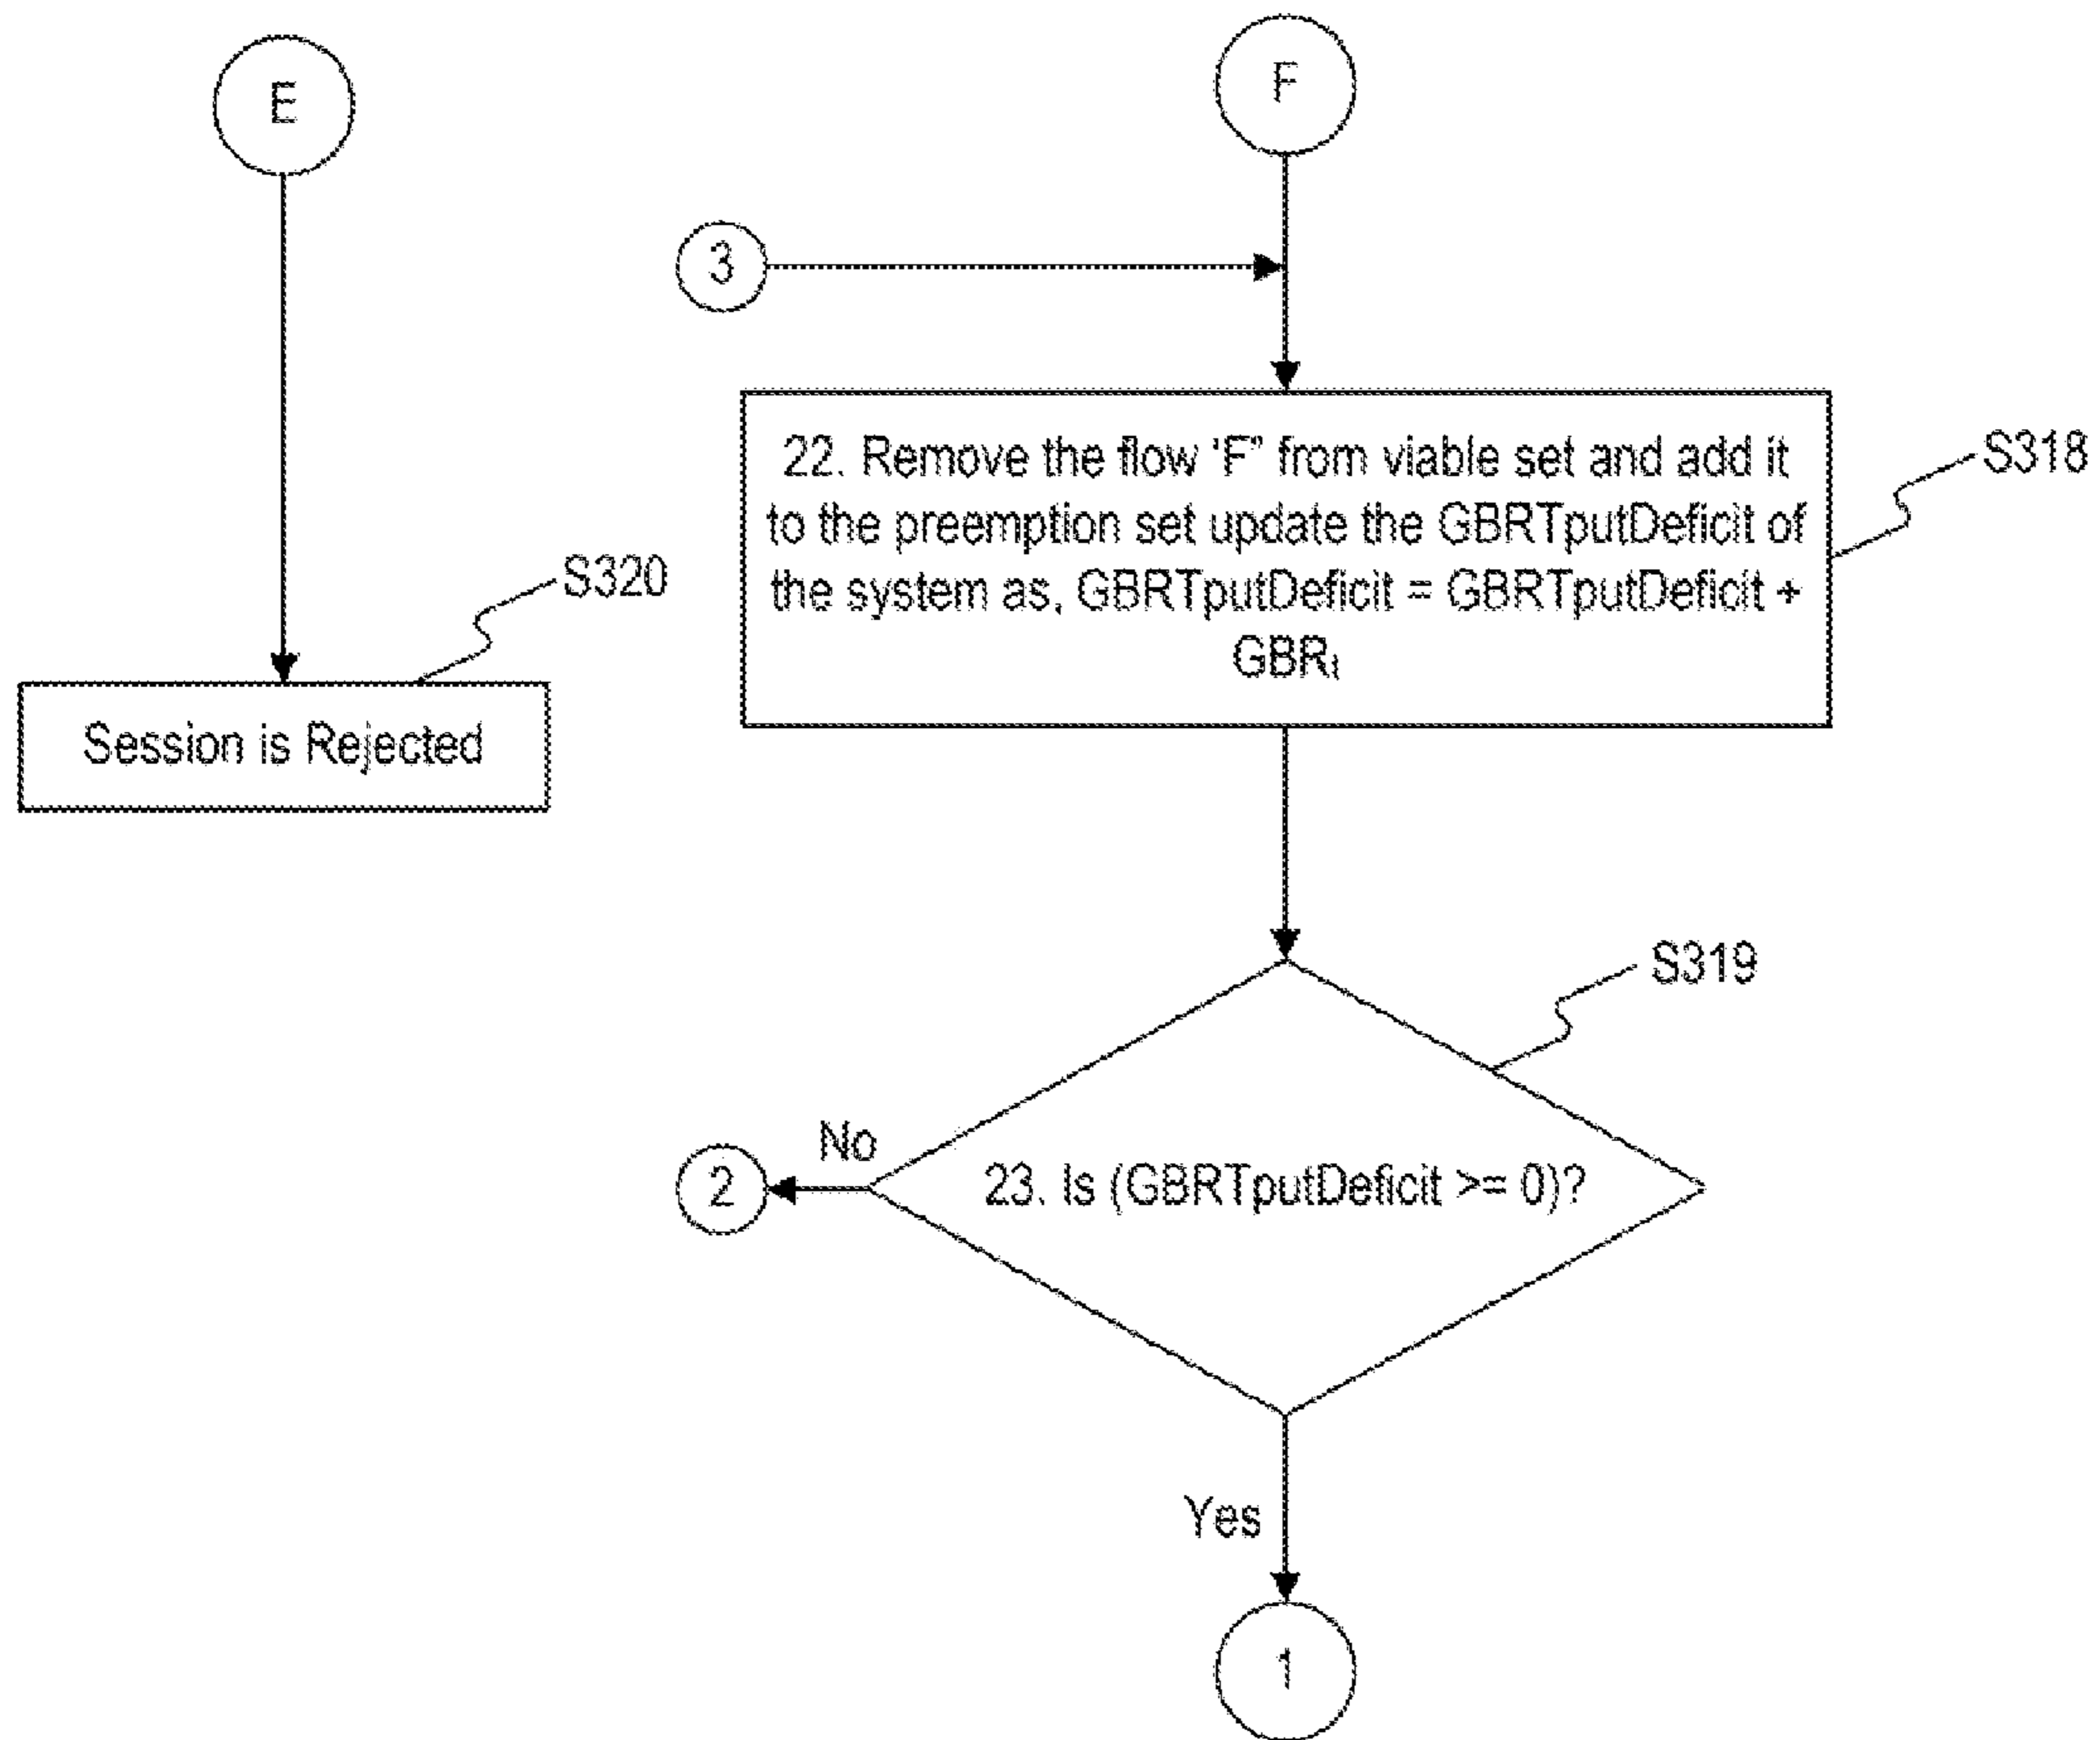 E
F
3
22. Remove the flow 'F" from viable set and add it
to the preemption set update the GBRTputDeficit of
the system as, GBRTputDeficit = GBRTputDeficit +
GBRᵢ
S318
S320
Session is Rejected
S319
No
2
23. Is (GBRTputDeficit >= 0)?
Yes
1